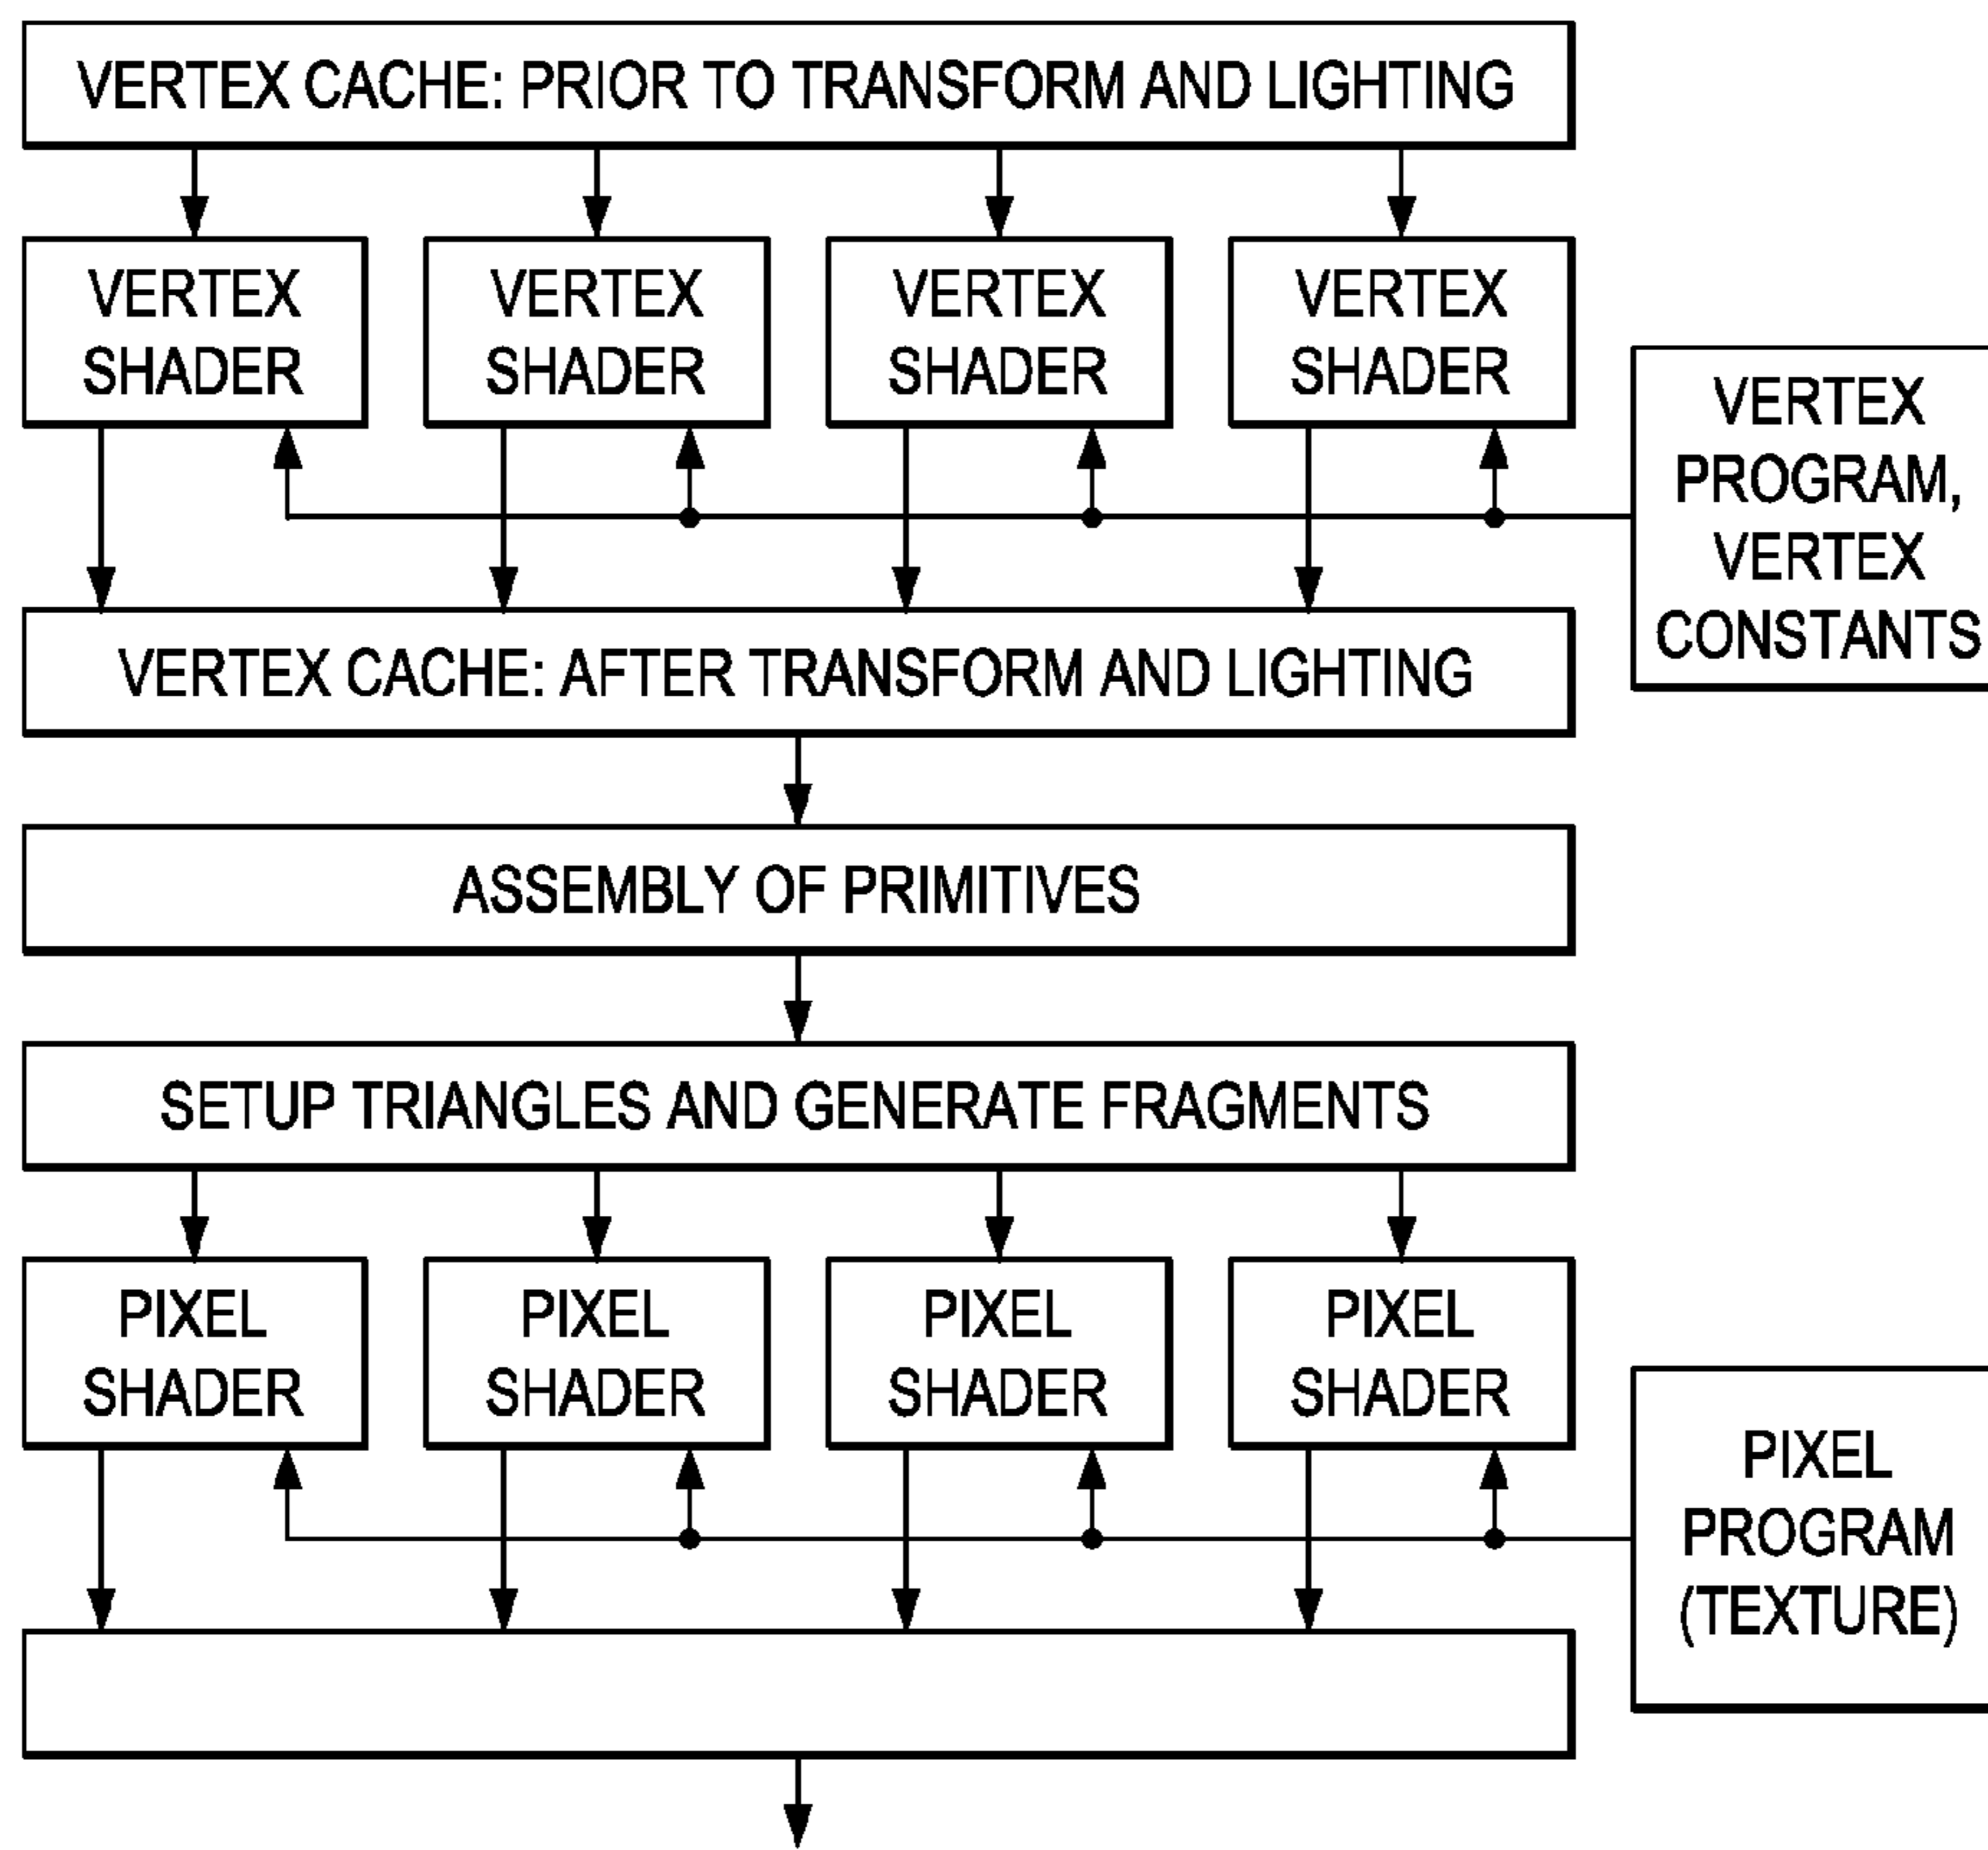 VERTEX CACHE: PRIOR TO TRANSFORM AND LIGHTING
VERTEX
SHADER
VERTEX
SHADER
VERTEX
SHADER
VERTEX
SHADER
VERTEX
PROGRAM,
VERTEX
CONSTANTS
VERTEX CACHE: AFTER TRANSFORM AND LIGHTING
ASSEMBLY OF PRIMITIVES
SETUP TRIANGLES AND GENERATE FRAGMENTS
PIXEL
SHADER
PIXEL
SHADER
PIXEL
SHADER
PIXEL
SHADER
PIXEL
PROGRAM
(TEXTURE)